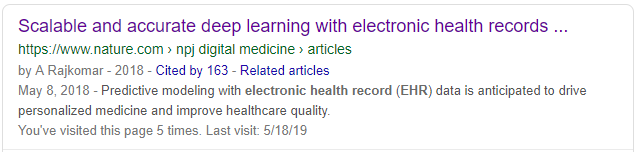 Scalable and accurate deep learning with electronic health records ...
https://www.nature.com › npj digital medicine › articles
by A Rajkomar - 2018 - Cited by 163 - Related articles
May 8, 2018 - Predictive modeling with electronic health record (EHR) data is anticipated to drive
personalized medicine and improve healthcare quality.
You've visited this page 5 times. Last visit: 5/18/19